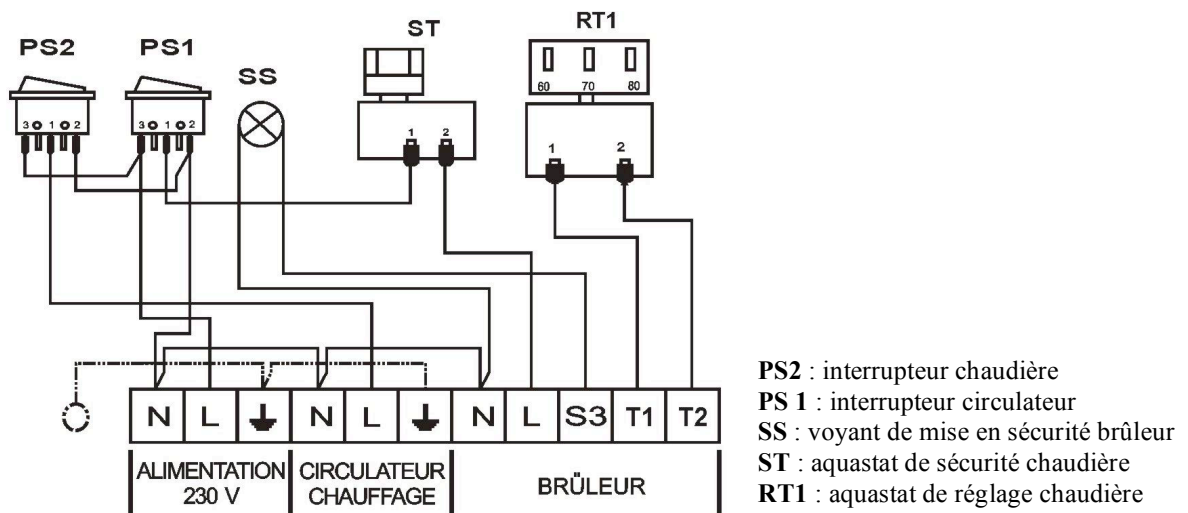 PS2
PS1
SS
ST
RT1
3 1 2
3 1 2
1 2
60 70 80
1 2
N L N L N L S3 T1 T2
ALIMENTATION
230 V
CIRCULATEUR
CHAUFFAGE
BRÛLEUR
PS2 : interrupteur chaudière
PS 1 : interrupteur circulateur
SS : voyant de mise en sécurité brûleur
ST : aquastat de sécurité chaudière
RT1 : aquastat de réglage chaudière